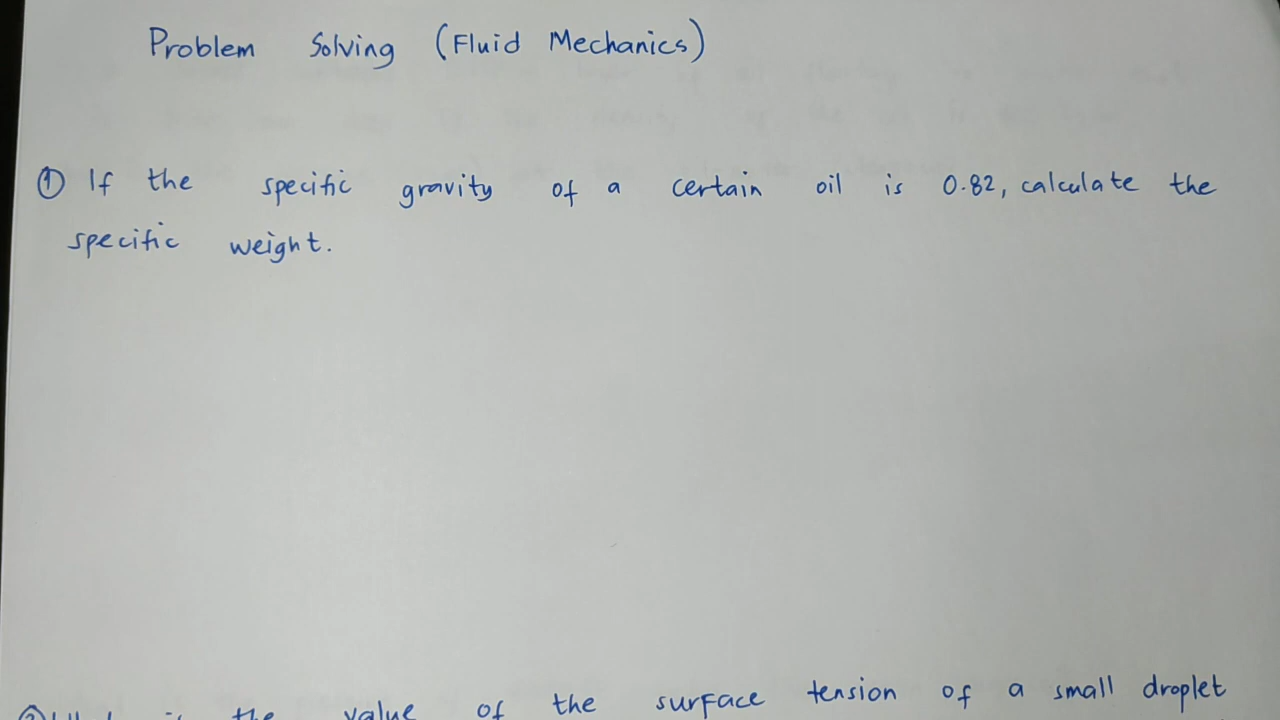 Problem Solving (Fluid Mechanics)
① If the specific gravity of a certain oil is 0.82, calculate the
specific weight.
is the value of the surface tension of a small droplet